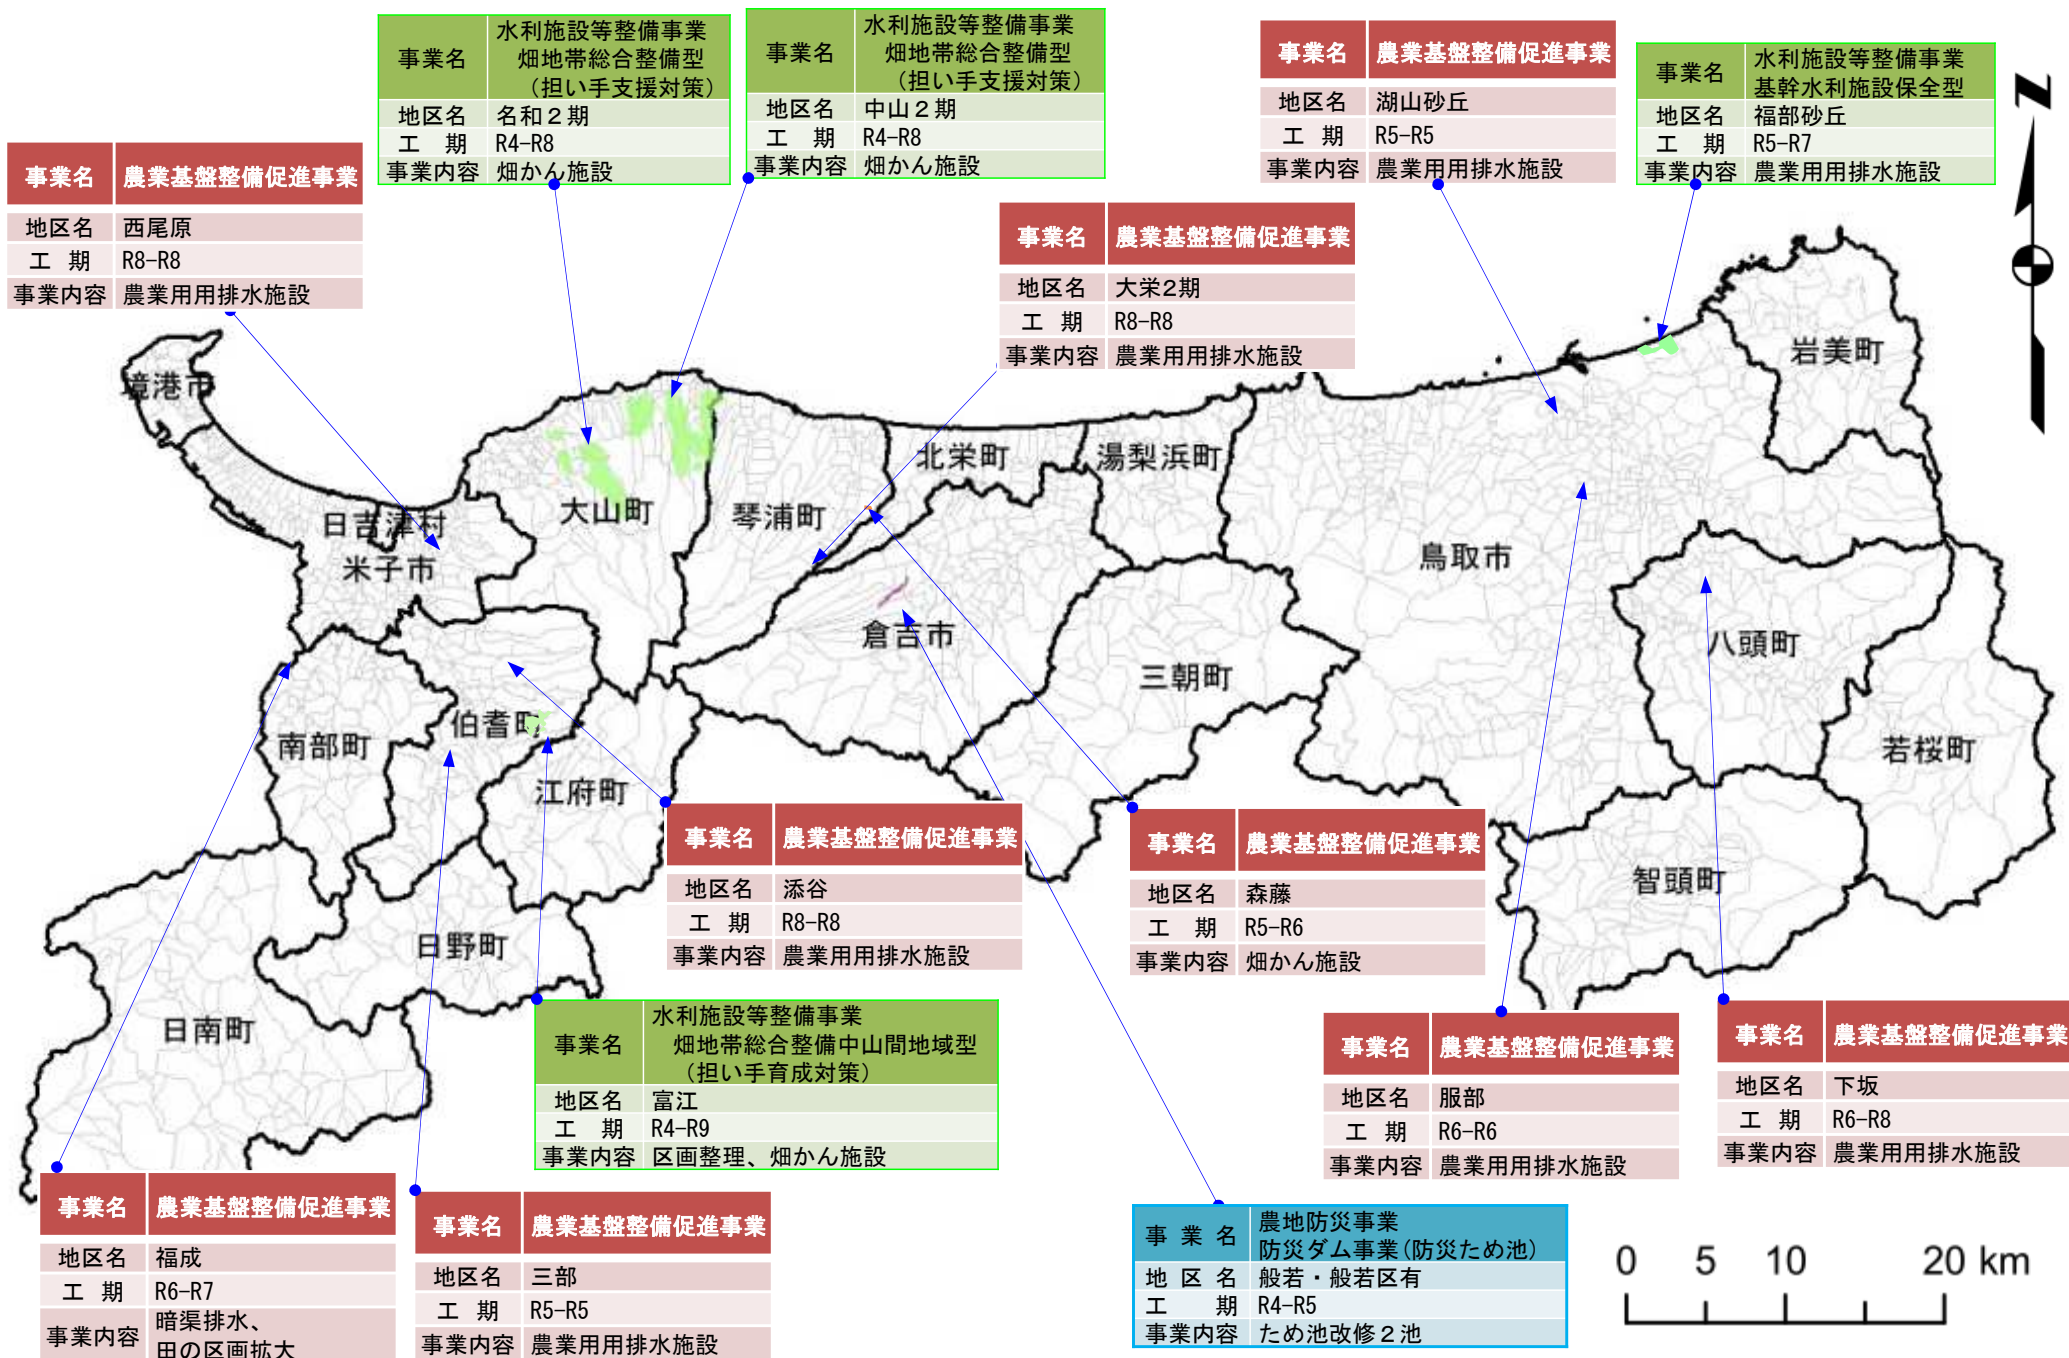 事業名 水利施設等整備事業
畑地帯総合整備型
（担い手支援対策）
地区名 名和２期
工　期 R4-R8
事業内容 畑かん施設
事業名 水利施設等整備事業
畑地帯総合整備型
（担い手支援対策）
地区名 中山２期
工　期 R4-R8
事業内容 畑かん施設
事業名 農業基盤整備促進事業
地区名 湖山砂丘
工　期 R5-R5
事業内容 農業用用排水施設
事業名 水利施設等整備事業
基幹水利施設保全型
地区名 福部砂丘
工　期 R5-R7
事業内容 農業用用排水施設
Z
事業名 農業基盤整備促進事業
地区名 西尾原
工　期 R8-R8
事業内容 農業用用排水施設
事業名 農業基盤整備促進事業
地区名 大栄2期
工　期 R8-R8
事業内容 農業用用排水施設
境港市
岩美町
日吉津村
米子市
大山町
琴浦町
北栄町
湯梨浜町
鳥取市
倉吉市
三朝町
八頭町
若桜町
南部町
伯耆町
江府町
智頭町
日野町
日南町
事業名 農業基盤整備促進事業
地区名 添谷
工　期 R8-R8
事業内容 農業用用排水施設
事業名 農業基盤整備促進事業
地区名 森藤
工　期 R5-R6
事業内容 畑かん施設
事業名 水利施設等整備事業
畑地帯総合整備中山間地域型
（担い手育成対策）
地区名 富江
工　期 R4-R9
事業内容 区画整理、畑かん施設
事業名 農業基盤整備促進事業
地区名 服部
工　期 R6-R6
事業内容 農業用用排水施設
事業名 農業基盤整備促進事業
地区名 下坂
工　期 R6-R8
事業内容 農業用用排水施設
事業名 農業基盤整備促進事業
地区名 福成
工　期 R6-R7
事業内容 暗渠排水、
田の区画拡大
事業名 農業基盤整備促進事業
地区名 三部
工　期 R5-R5
事業内容 農業用用排水施設
事 業 名 農地防災事業
防災ダム事業(防災ため池)
地 区 名 般若・般若区有
工　　期 R4-R5
事業内容 ため池改修２池
0 5 10 20 km